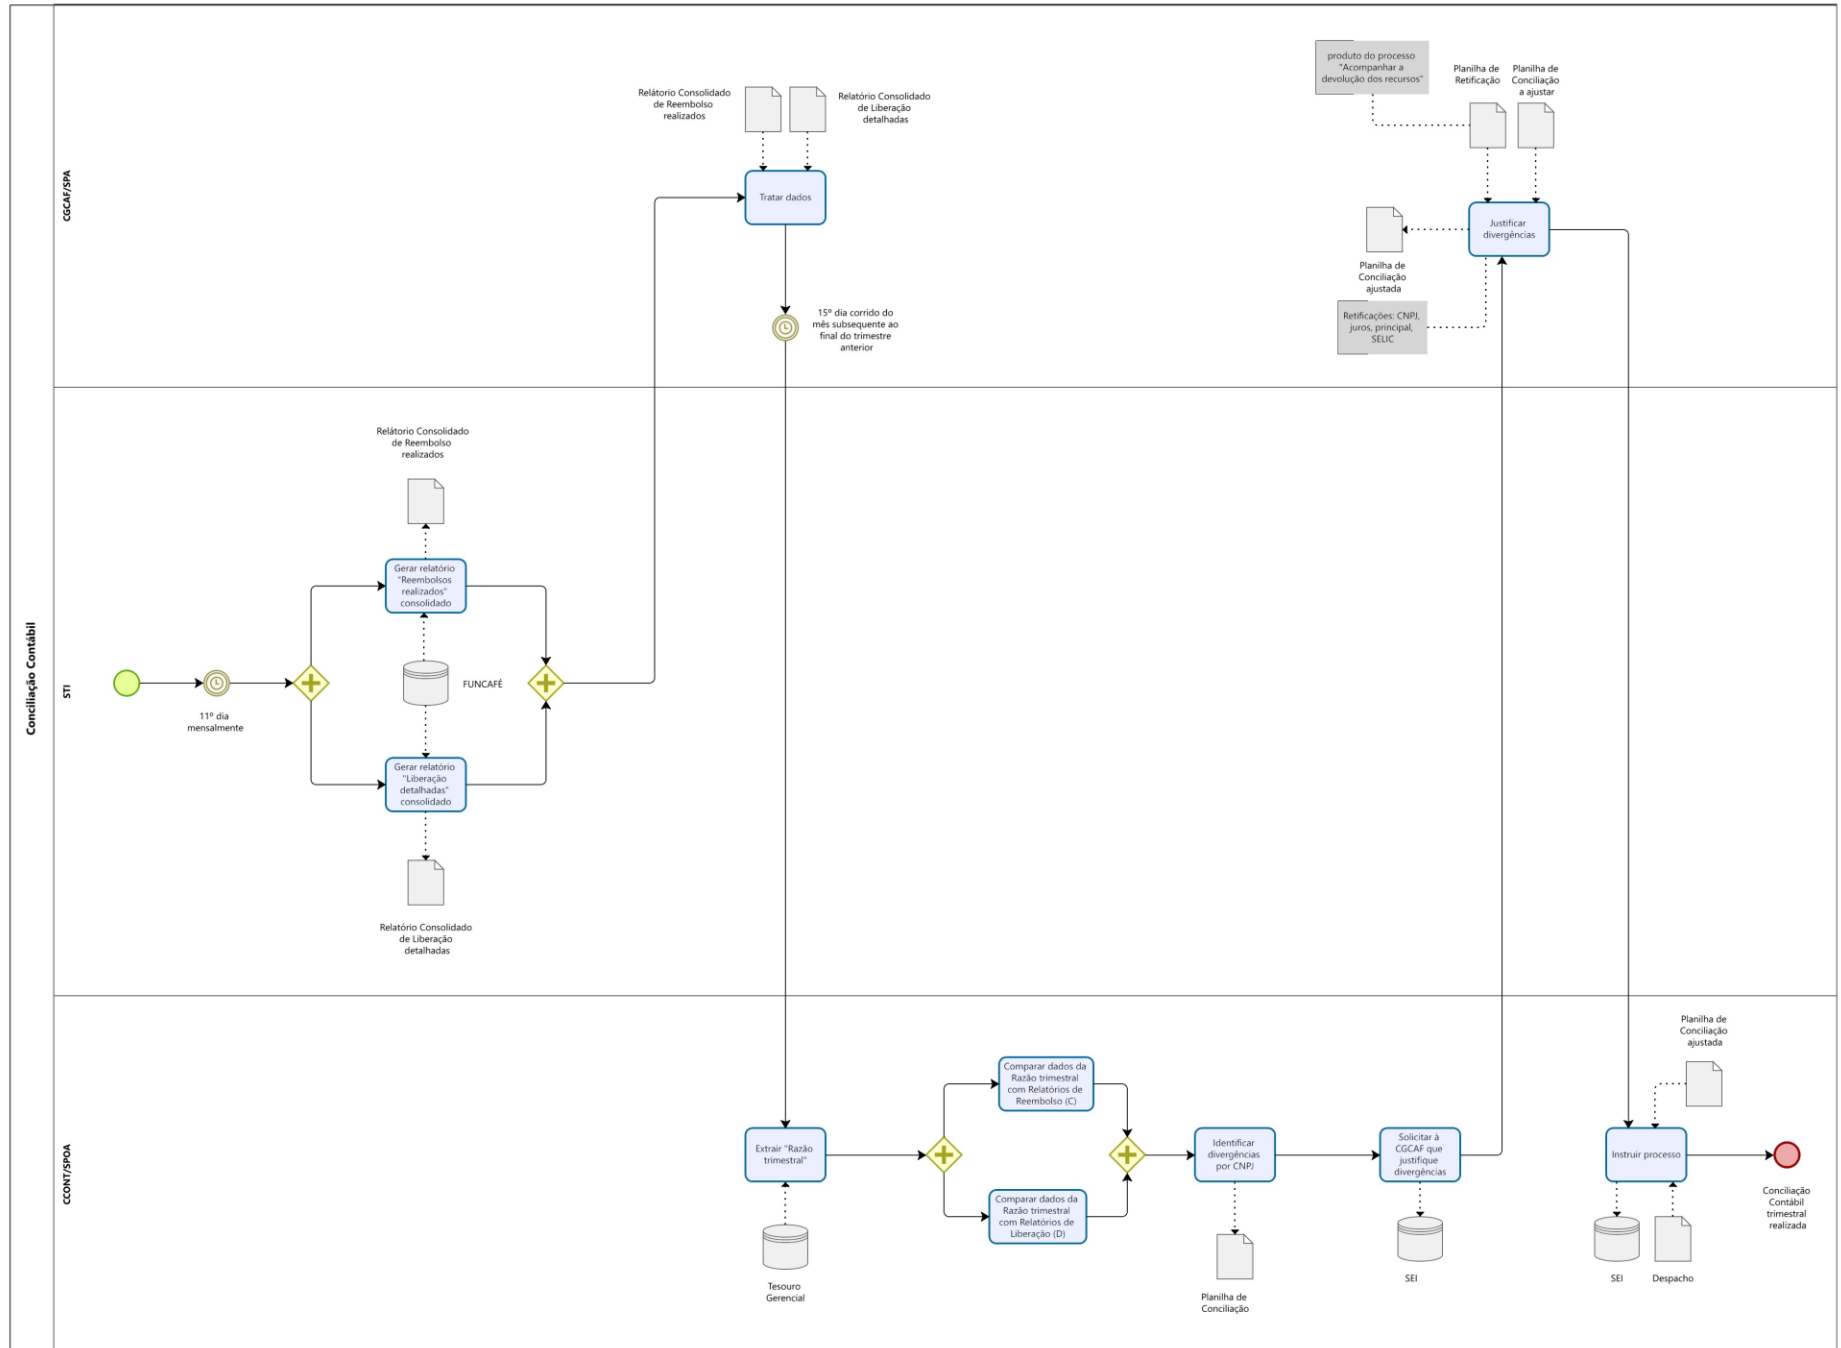 Conciliação Contábil
CGCAF/SPA
Relátorio Consolidado
de Reembolso
realizados
Relatório Consolidado
de Liberação
detalhadas
Tratar dados
15º dia corrido do
mês subsequente ao
final do trimestre
anterior
produto do processo
"Acompanhar a
devolução dos recursos"
Planilha de
Retificação
Planilha de
Conciliação
a ajustar
Justificar
divergências
Planilha de
Conciliação
ajustada
Retificações: CNPJ,
juros, principal,
SELIC
STI
11º dia
mensalmente
Relátorio Consolidado
de Reembolso
realizados
Gerar relatório
"Reembolsos
realizados"
consolidado
FUNCAFÉ
Gerar relatório
"Liberação
detalhadas"
consolidado
Relatório Consolidado
de Liberação
detalhadas
CCONT/SPOA
Extrair "Razão
trimestral"
Tesouro
Gerencial
Comparar dados da
Razão trimestral
com Relatórios de
Reembolso (C)
Comparar dados da
Razão trimestral
com Relatórios de
Liberação (D)
Identificar
divergências
por CNPJ
Planilha de
Conciliação
Solicitar à
CGCAF que
justifique
divergências
SEI
Planilha de
Conciliação
ajustada
Instruir processo
SEI
Despacho
Conciliação
Contábil
trimestral
realizada